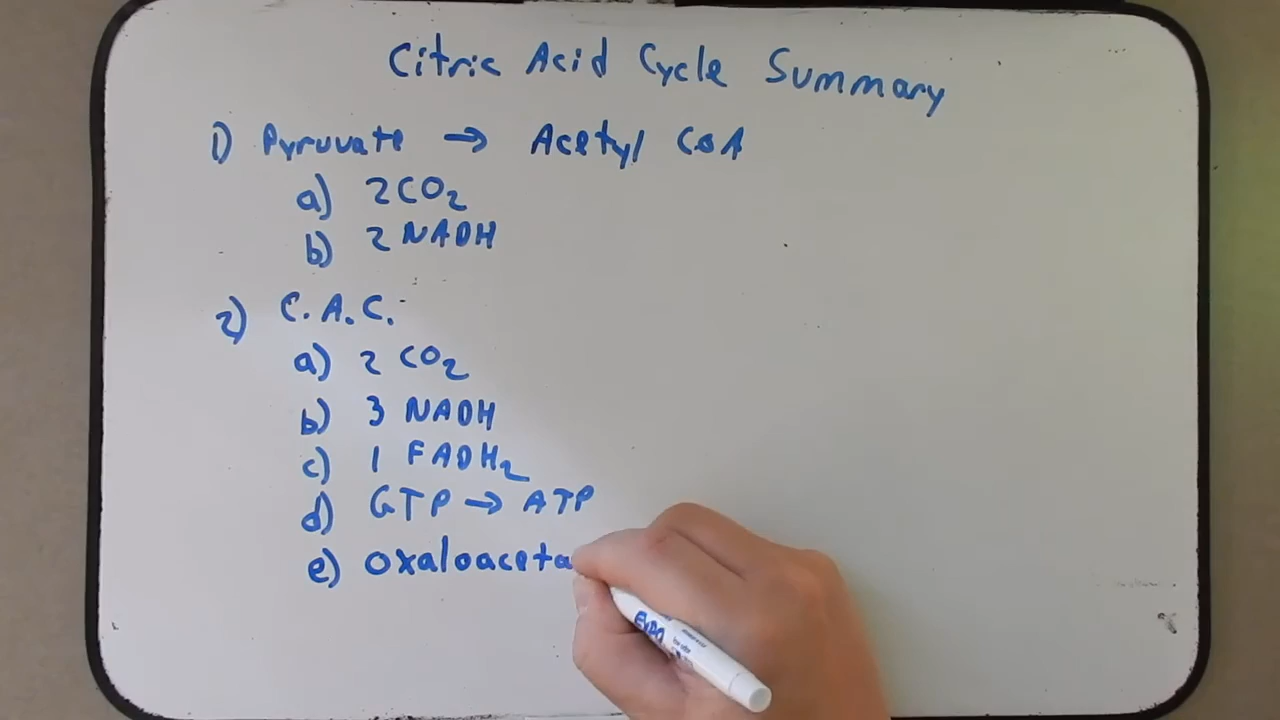 Citric Acid Cycle Summary
1) Pyruvate → Acetyl CoA
a) 2CO2
b) 2 NADH
2) C.A.C.
a) 2 CO2
b) 3 NADH
c) 1 FADH2
d) GTP → ATP
e) oxaloaceta